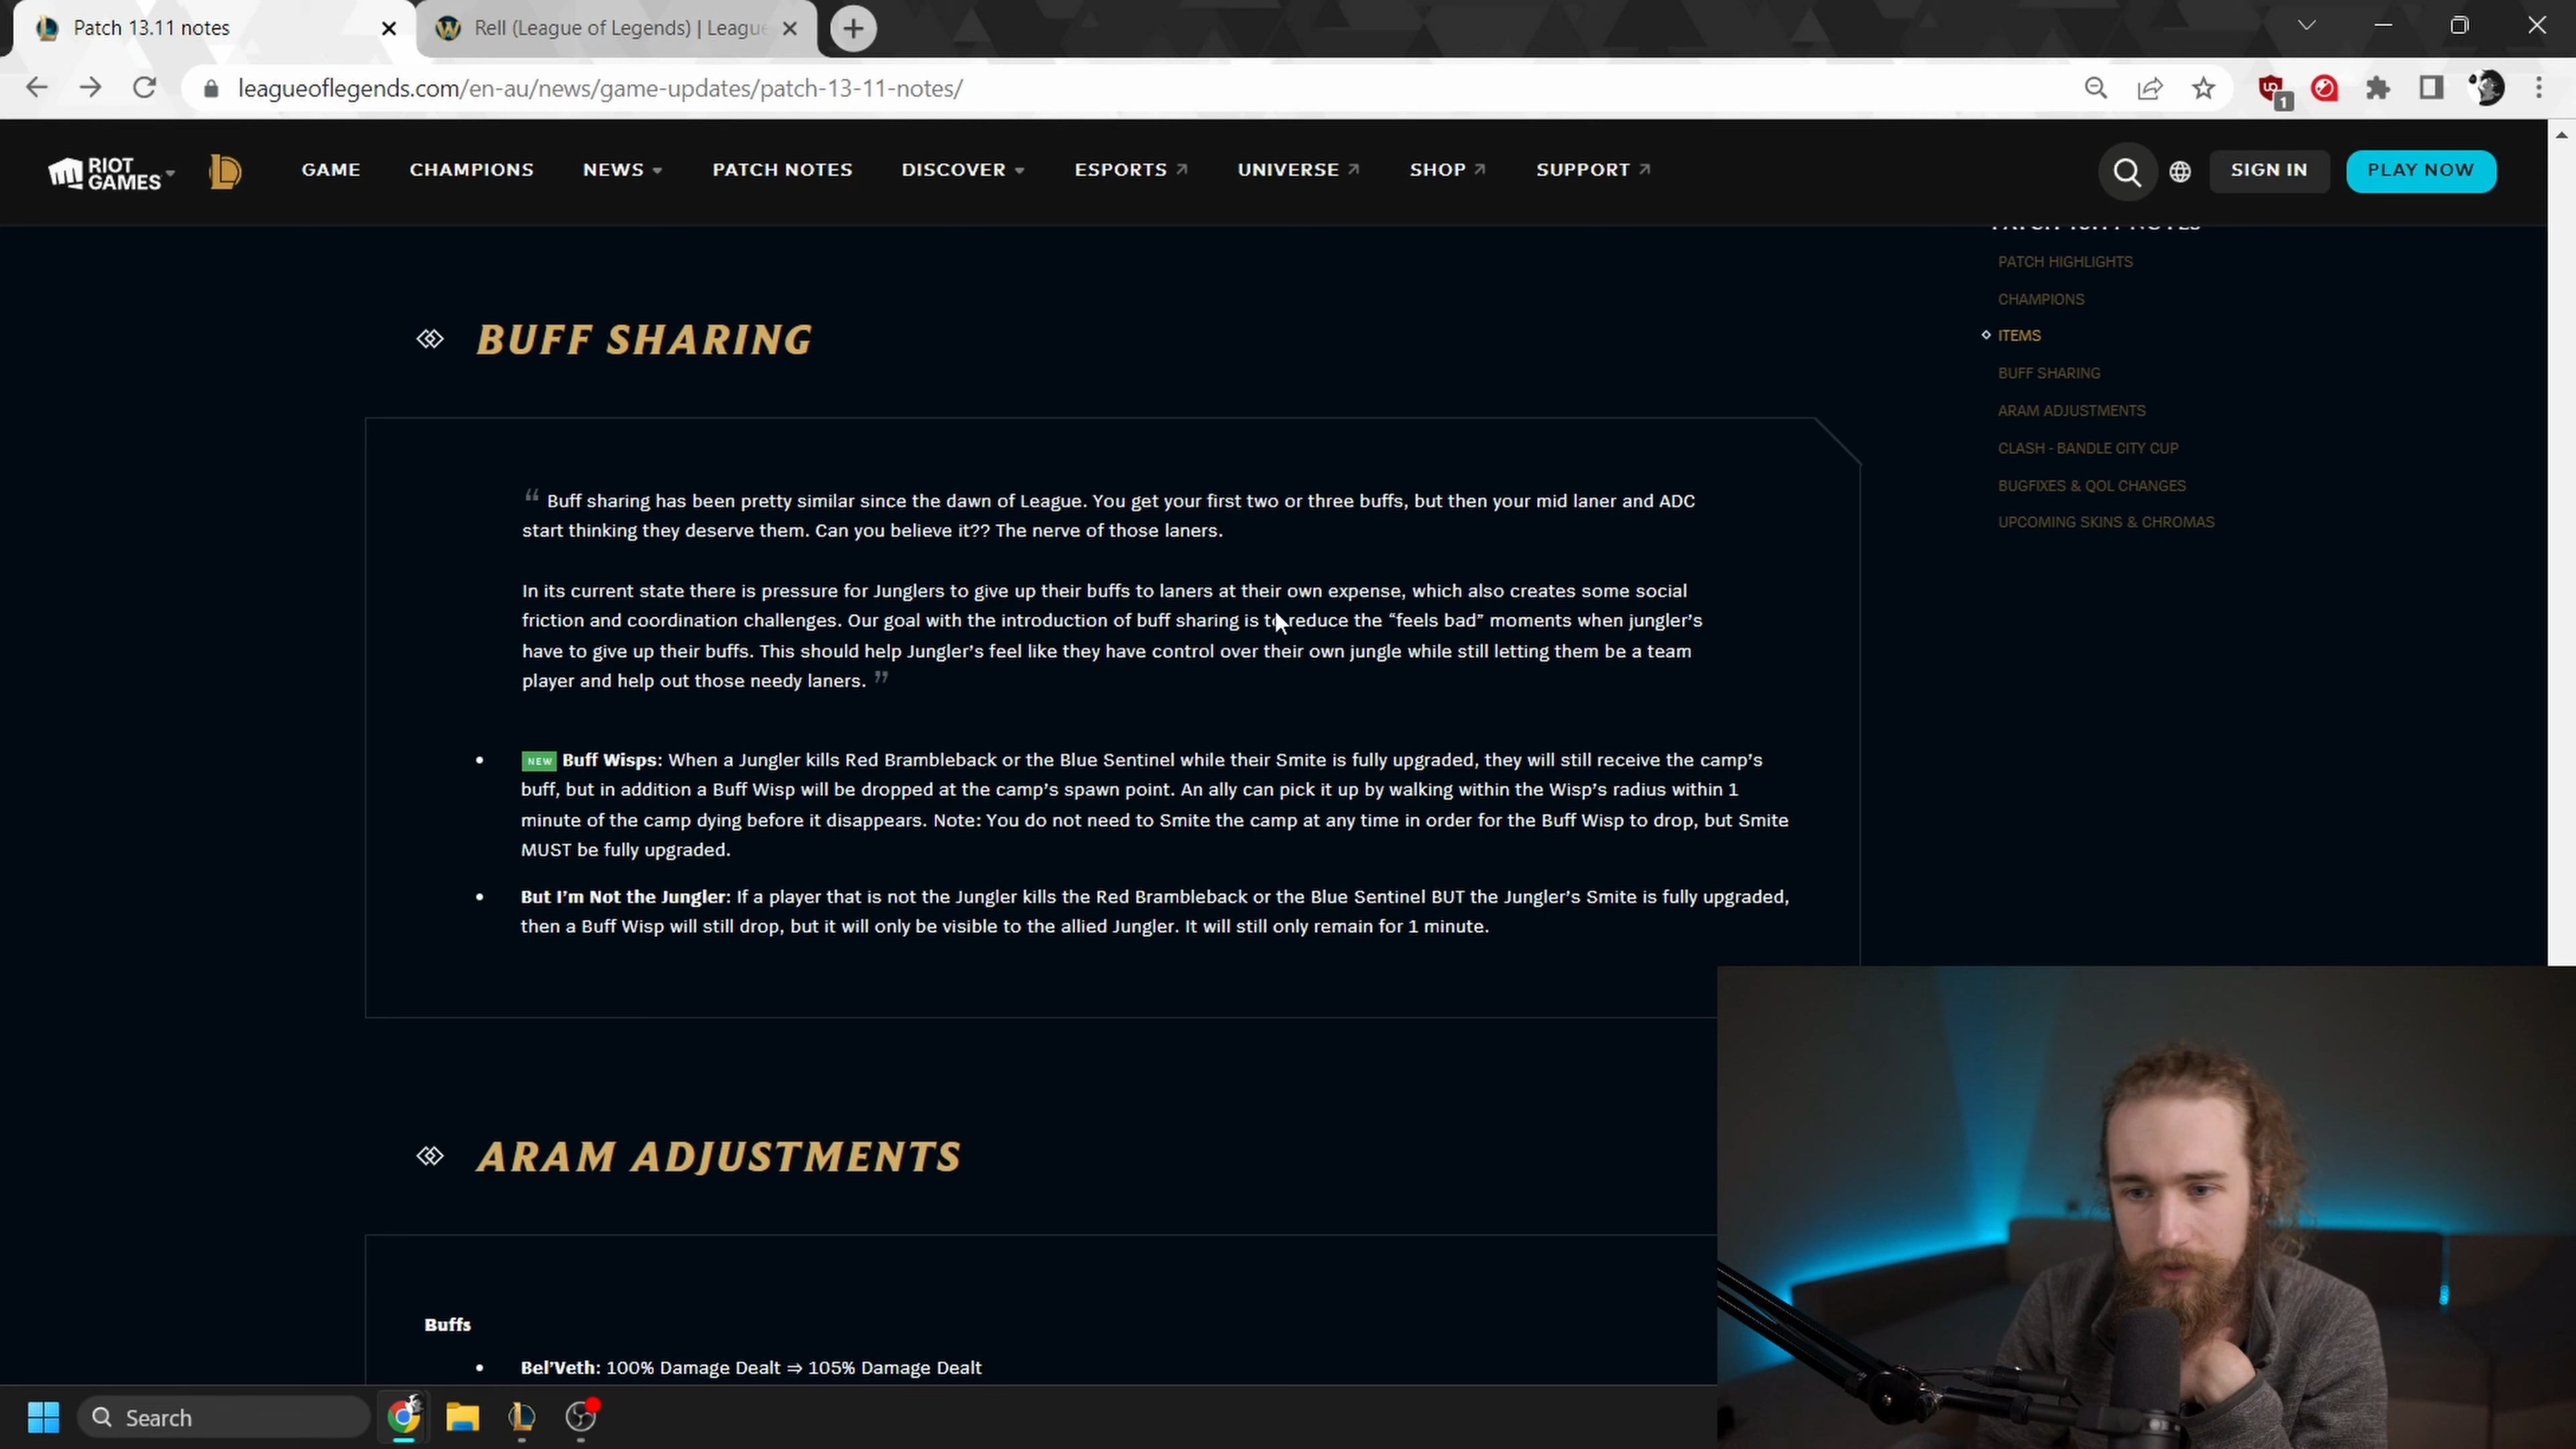 Patch 13.11 notes
Rell (League of Legends) | League
leagueoflegends.com/en-au/news/game-updates/patch-13-11-notes/
1
RIOT GAMES
GAME
CHAMPIONS
NEWS
PATCH NOTES
DISCOVER
ESPORTS
UNIVERSE
SHOP
SUPPORT
SIGN IN
PLAY NOW
PATCH 13.11 NOTES
PATCH HIGHLIGHTS
CHAMPIONS
ITEMS
BUFF SHARING
ARAM ADJUSTMENTS
CLASH - BANDLE CITY CUP
BUGFIXES & QOL CHANGES
UPCOMING SKINS & CHROMAS
BUFF SHARING
“ Buff sharing has been pretty similar since the dawn of League. You get your first two or three buffs, but then your mid laner and ADC
start thinking they deserve them. Can you believe it?? The nerve of those laners.
In its current state there is pressure for Junglers to give up their buffs to laners at their own expense, which also creates some social
friction and coordination challenges. Our goal with the introduction of buff sharing is to reduce the “feels bad” moments when jungler’s
have to give up their buffs. This should help Jungler’s feel like they have control over their own jungle while still letting them be a team
player and help out those needy laners. ”
• NEW Buff Wisps: When a Jungler kills Red Brambleback or the Blue Sentinel while their Smite is fully upgraded, they will still receive the camp’s
buff, but in addition a Buff Wisp will be dropped at the camp’s spawn point. An ally can pick it up by walking within the Wisp’s radius within 1
minute of the camp dying before it disappears. Note: You do not need to Smite the camp at any time in order for the Buff Wisp to drop, but Smite
MUST be fully upgraded.
• But I’m Not the Jungler: If a player that is not the Jungler kills the Red Brambleback or the Blue Sentinel BUT the Jungler’s Smite is fully upgraded,
then a Buff Wisp will still drop, but it will only be visible to the allied Jungler. It will still only remain for 1 minute.
ARAM ADJUSTMENTS
Buffs
• Bel’Veth: 100% Damage Dealt ⇒ 105% Damage Dealt
Search